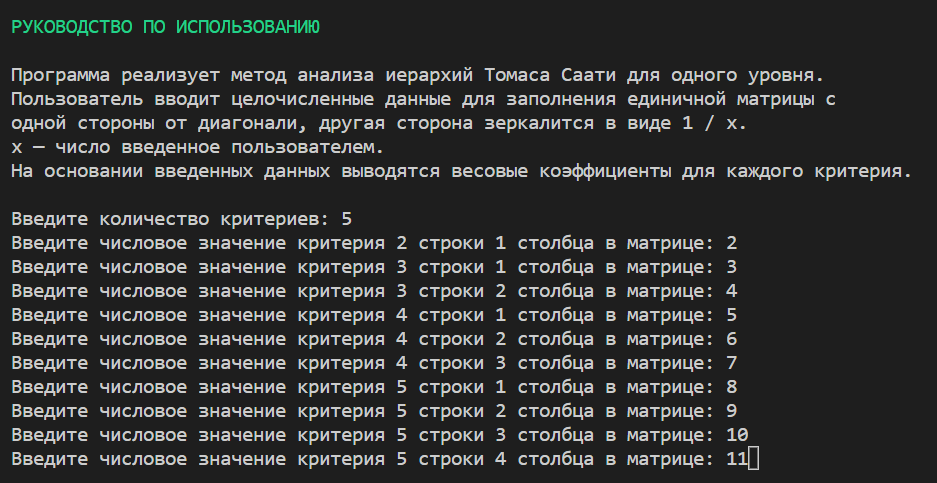 РУКОВОДСТВО ПО ИСПОЛЬЗОВАНИЮ
Программа реализует метод анализа иерархий Томаса Саати для одного уровня.
Пользователь вводит целочисленные данные для заполнения единичной матрицы с
одной стороны от диагонали, другая сторона зеркалится в виде 1 / x.
x — число введенное пользователем.
На основании введенных данных выводятся весовые коэффициенты для каждого критерия.
Введите количество критериев: 5
Введите числовое значение критерия 2 строки 1 столбца в матрице: 2
Введите числовое значение критерия 3 строки 1 столбца в матрице: 3
Введите числовое значение критерия 3 строки 2 столбца в матрице: 4
Введите числовое значение критерия 4 строки 1 столбца в матрице: 5
Введите числовое значение критерия 4 строки 2 столбца в матрице: 6
Введите числовое значение критерия 4 строки 3 столбца в матрице: 7
Введите числовое значение критерия 5 строки 1 столбца в матрице: 8
Введите числовое значение критерия 5 строки 2 столбца в матрице: 9
Введите числовое значение критерия 5 строки 3 столбца в матрице: 10
Введите числовое значение критерия 5 строки 4 столбца в матрице: 11